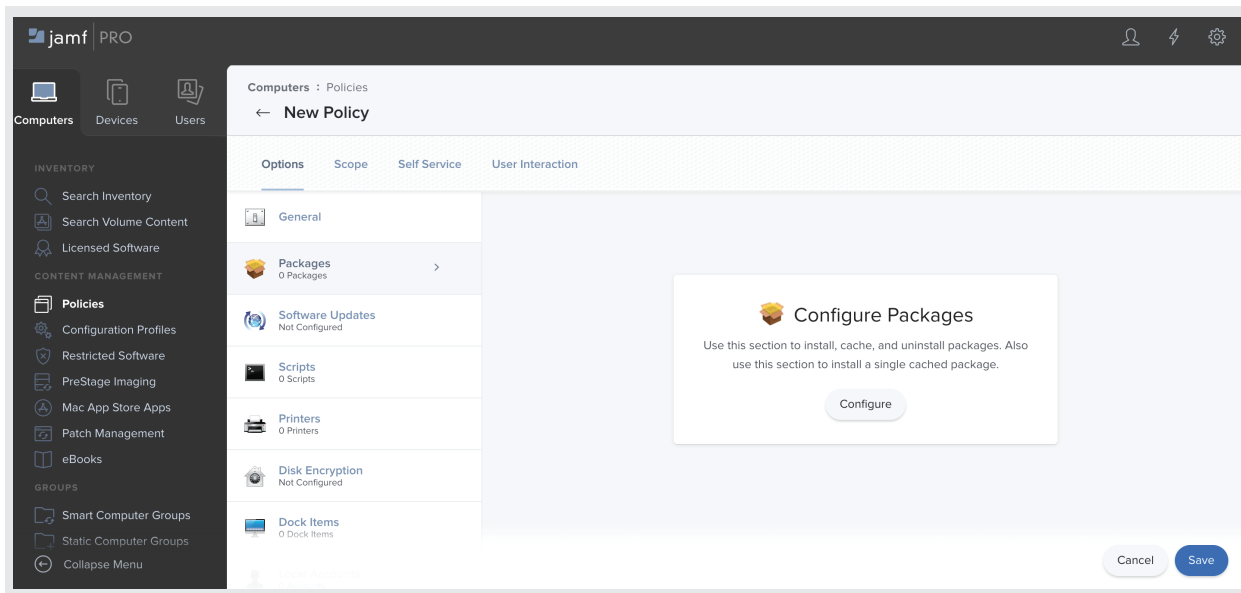 jamf PRO
Computers
Devices
Users
INVENTORY
Search Inventory
Search Volume Content
Licensed Software
CONTENT MANAGEMENT
Policies
Configuration Profiles
Restricted Software
PreStage Imaging
Mac App Store Apps
Patch Management
eBooks
GROUPS
Smart Computer Groups
Static Computer Groups
Collapse Menu
Computers : Policies
← New Policy
Options
Scope
Self Service
User Interaction
General
Packages
0 Packages
Software Updates
Not Configured
Scripts
0 Scripts
Printers
0 Printers
Disk Encryption
Not Configured
Dock Items
0 Dock Items
Configure Packages
Use this section to install, cache, and uninstall packages. Also
use this section to install a single cached package.
Configure
Cancel
Save